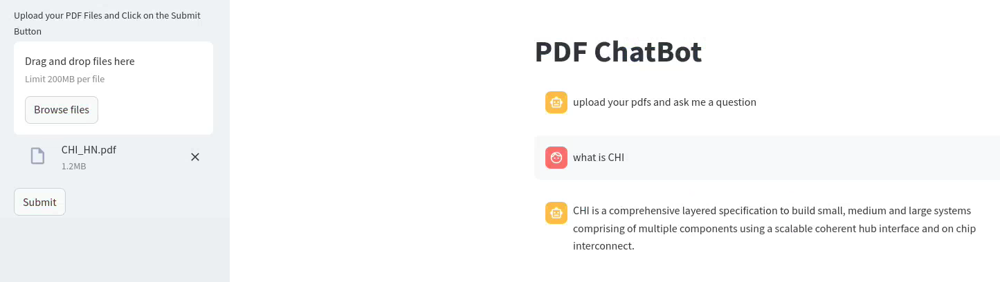 Upload your PDF Files and Click on the Submit
Button
Drag and drop files here
Limit 200MB per file
Browse files
CHI_HN.pdf
1.2MB
Submit
PDF ChatBot
upload your pdfs and ask me a question
what is CHI
CHI is a comprehensive layered specification to build small, medium and large systems
comprising of multiple components using a scalable coherent hub interface and on chip
interconnect.